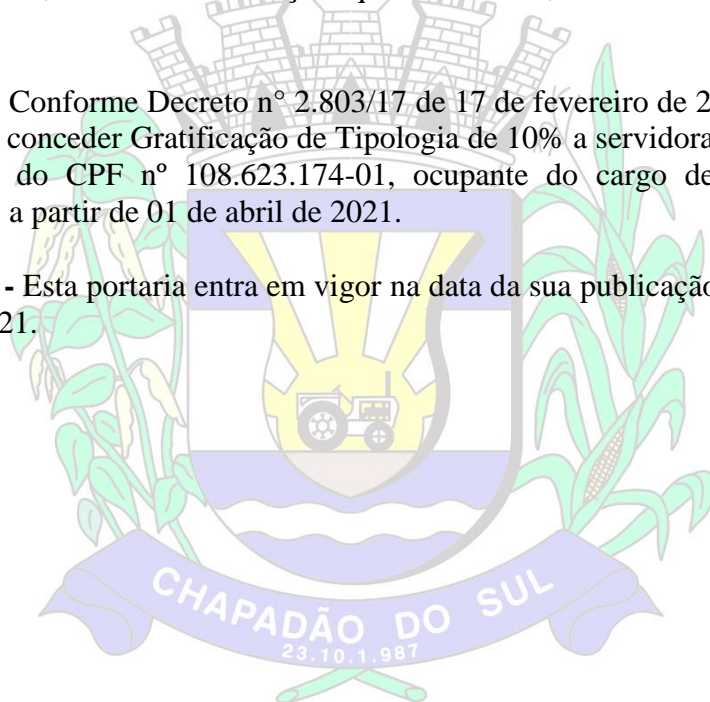 Conforme Decreto n° 2.803/17 de 17 de fevereiro de 2
conceder Gratificação de Tipologia de 10% a servidora
do CPF nº 108.623.174-01, ocupante do cargo de
a partir de 01 de abril de 2021.
- Esta portaria entra em vigor na data da sua publicação
21.
CHAPADÃO DO SUL
23.10.1.987